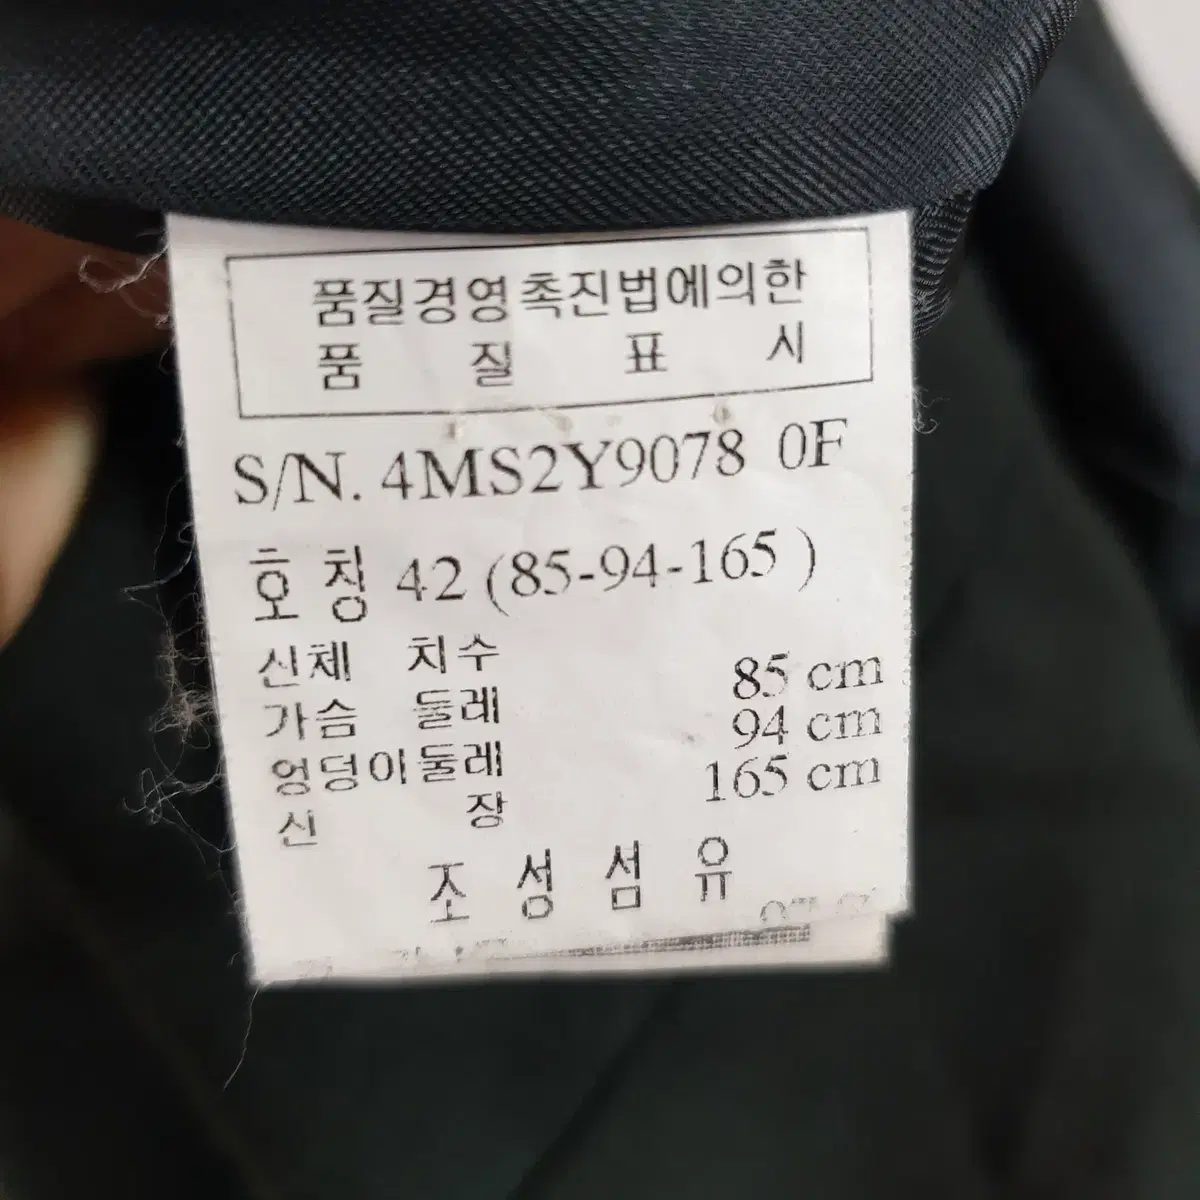 품질경영촉진법에의한
품 질 표 시
S/N. 4MS2Y9078 0F
호 칭 42 (85-94-165 )
신체 치수
가슴 둘레 85 cm
엉덩이둘레 94 cm
신 장 165 cm
조 성 섬 유